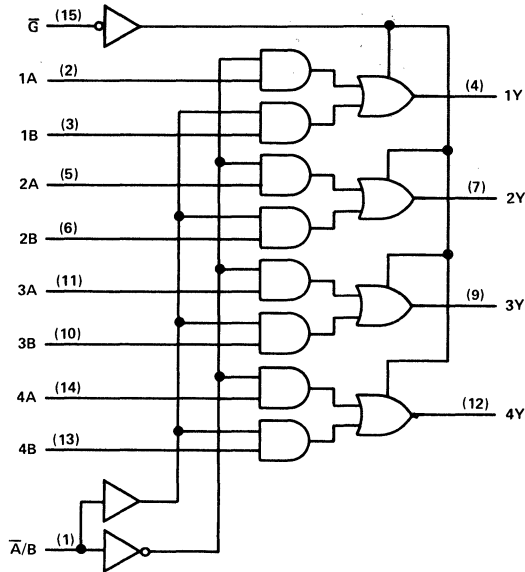 G̅ (15)
1A (2)
(4) 1Y
1B (3)
2A (5)
(7) 2Y
2B (6)
3A (11)
(9) 3Y
3B (10)
4A (14)
(12) 4Y
4B (13)
A̅/B (1)